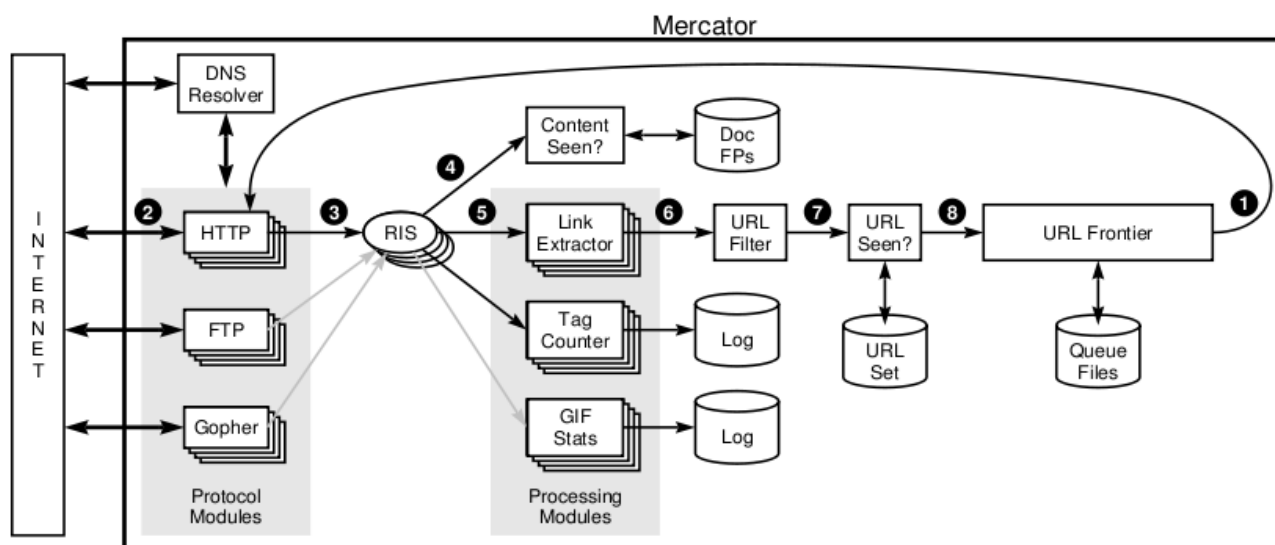 Mercator
INTERNET
DNS
Resolver
Content
Seen?
Doc
FPs
4
2
HTTP
3
RIS
5
Link
Extractor
6
URL
Filter
7
URL
Seen?
8
URL Frontier
1
FTP
Tag
Counter
Log
URL
Set
Queue
Files
Gopher
GIF
Stats
Log
Protocol
Modules
Processing
Modules